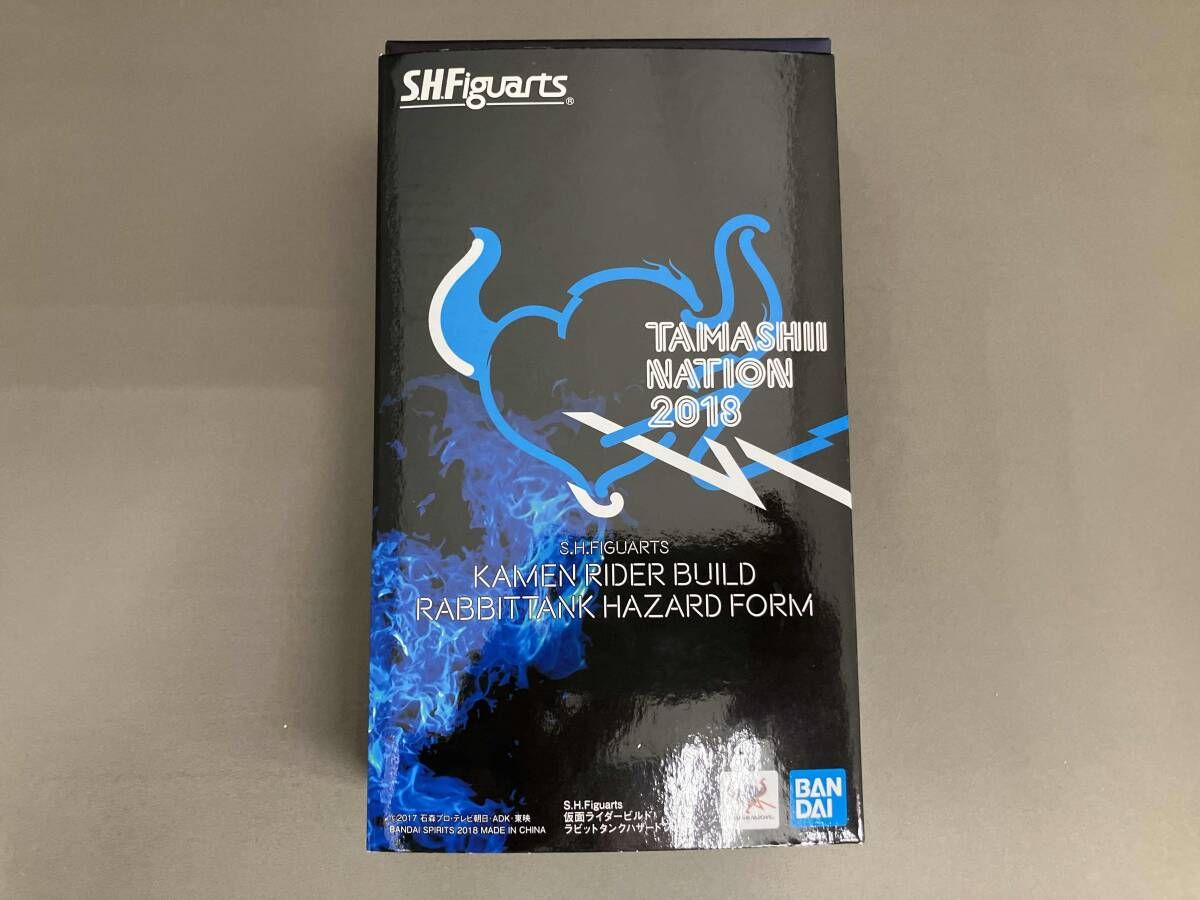 S.H.Figuarts®
TAMASHII
NATION
2018
S.H.FIGUARTS
KAMEN RIDER BUILD
RABBITTANK HAZARD FORM
©2017 石森プロ・テレビ朝日・ADK・東映
BANDAI SPIRITS 2018 MADE IN CHINA
S.H.Figuarts
仮面ライダービルド
ラビットタンクハザード
BAN
DAI